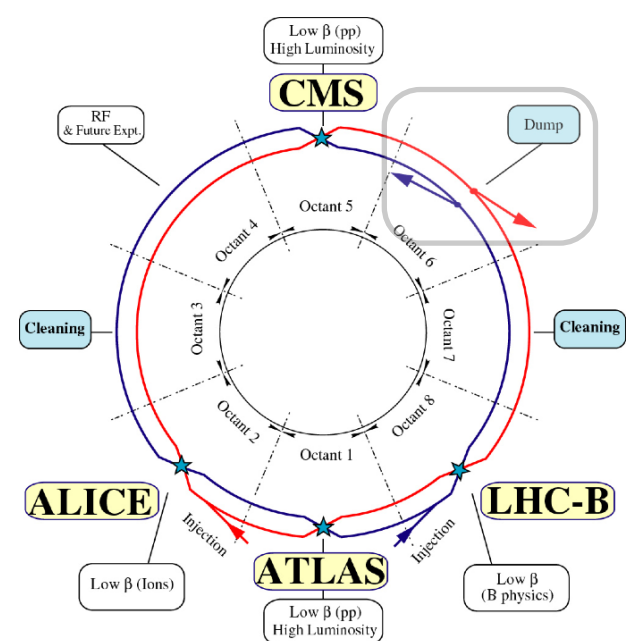 Low β (pp)
High Luminosity
CMS
RF
& Future Expt.
Dump
Octant 5
Octant 4
Octant 6
Octant 3
Octant 7
Cleaning
Cleaning
Octant 2
Octant 8
Octant 1
ALICE
LHC-B
Injection
Injection
ATLAS
Low β (Ions)
Low β
(B physics)
Low β (pp)
High Luminosity